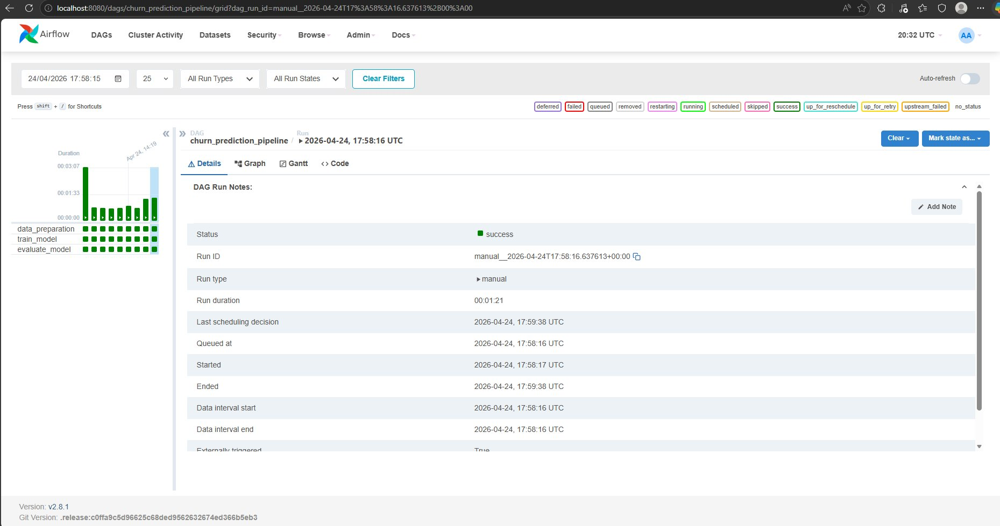 localhost:8080/dags/churn_prediction_pipeline/grid?dag_run_id=manual__2026-04-24T17%3A58%3A16.637613%2B00%3A00
Airflow DAGs Cluster Activity Datasets Security Browse Admin Docs 20:32 UTC AA
24/04/2026 17:58:15 25 All Run Types All Run States Clear Filters Auto-refresh
Press shift + / for Shortcuts
deferred failed queued removed restarting running scheduled skipped success up_for_reschedule up_for_retry upstream_failed no_status
Duration
Apr 24, 14:19
00:03:07
00:01:33
00:00:00
data_preparation
train_model
evaluate_model
DAG Run
churn_prediction_pipeline / 2026-04-24, 17:58:16 UTC
Clear Mark state as...
Details Graph Gantt Code
DAG Run Notes:
Add Note
Status success
Run ID manual__2026-04-24T17:58:16.637613+00:00
Run type manual
Run duration 00:01:21
Last scheduling decision 2026-04-24, 17:59:38 UTC
Queued at 2026-04-24, 17:58:16 UTC
Started 2026-04-24, 17:58:17 UTC
Ended 2026-04-24, 17:59:38 UTC
Data interval start 2026-04-24, 17:58:16 UTC
Data interval end 2026-04-24, 17:58:16 UTC
Externally triggered True
Version: v2.8.1
Git Version: .release:c0ffa9c5d96625c68ded9562632674ed366b5eb3